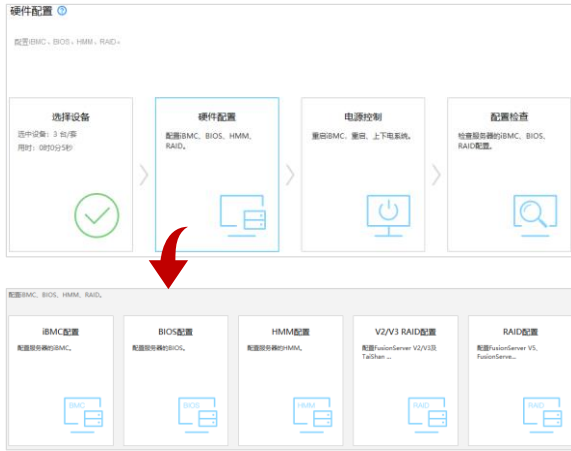 硬件配置 ?
配置iBMC、BIOS、HMM、RAID。
选择设备
选中设备：3 台/套
用时：0时0分5秒
硬件配置
配置iBMC、BIOS、HMM、
RAID。
电源控制
重启iBMC、重启、上下电系统。
配置检查
检查服务器的iBMC、BIOS、
RAID配置。
配置iBMC、BIOS、HMM、RAID。
iBMC配置
配置服务器的iBMC。
BMC
BIOS配置
配置服务器的BIOS。
BIOS
HMM配置
配置服务器的HMM。
HMM
V2/V3 RAID配置
配置FusionServer V2/V3及
TaiShan ...
RAID
RAID配置
配置FusionServer V5、
FusionServe...
RAID